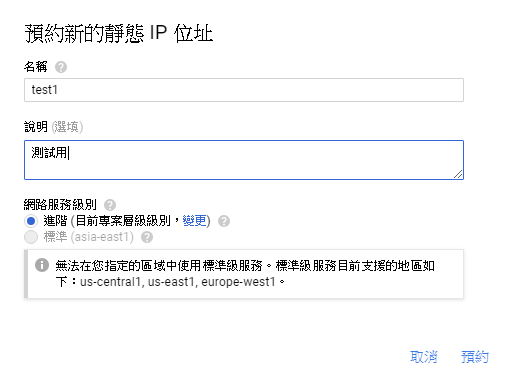 預約新的靜態 IP 位址
名稱
test1
說明 (選填)
測試用
網路服務級別
進階 (目前專案層級級別，變更)
標準 (asia-east1)
無法在您指定的區域中使用標準級服務。標準級服務目前支援的地區如
下：us-central1, us-east1, europe-west1。
取消 預約